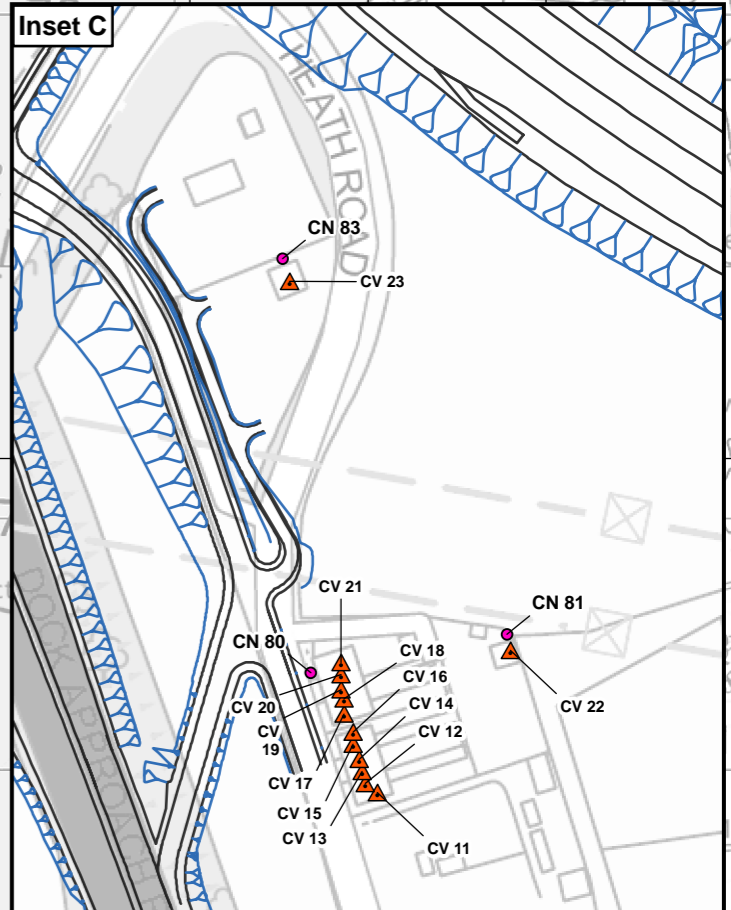 Inset C
HEATH ROAD
CN 83
CV 23
CV 21
CN 81
CN 80
CV 18
CV 16
CV 20
CV 14
CV 22
CV
19
CV 12
CV 17
CV 15
CV 13
CV 11
DOCK APPROACH